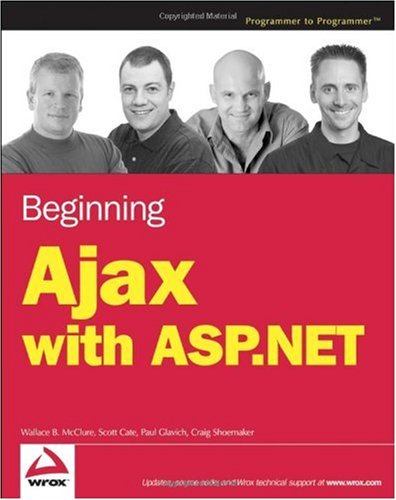 Copyrighted Material
Programmer to Programmer™
Beginning
Ajax
with ASP.NET
Wallace B. McClure, Scott Cate, Paul Glavich, Craig Shoemaker
wrox
Updates, source code, and Wrox technical support at www.wrox.com